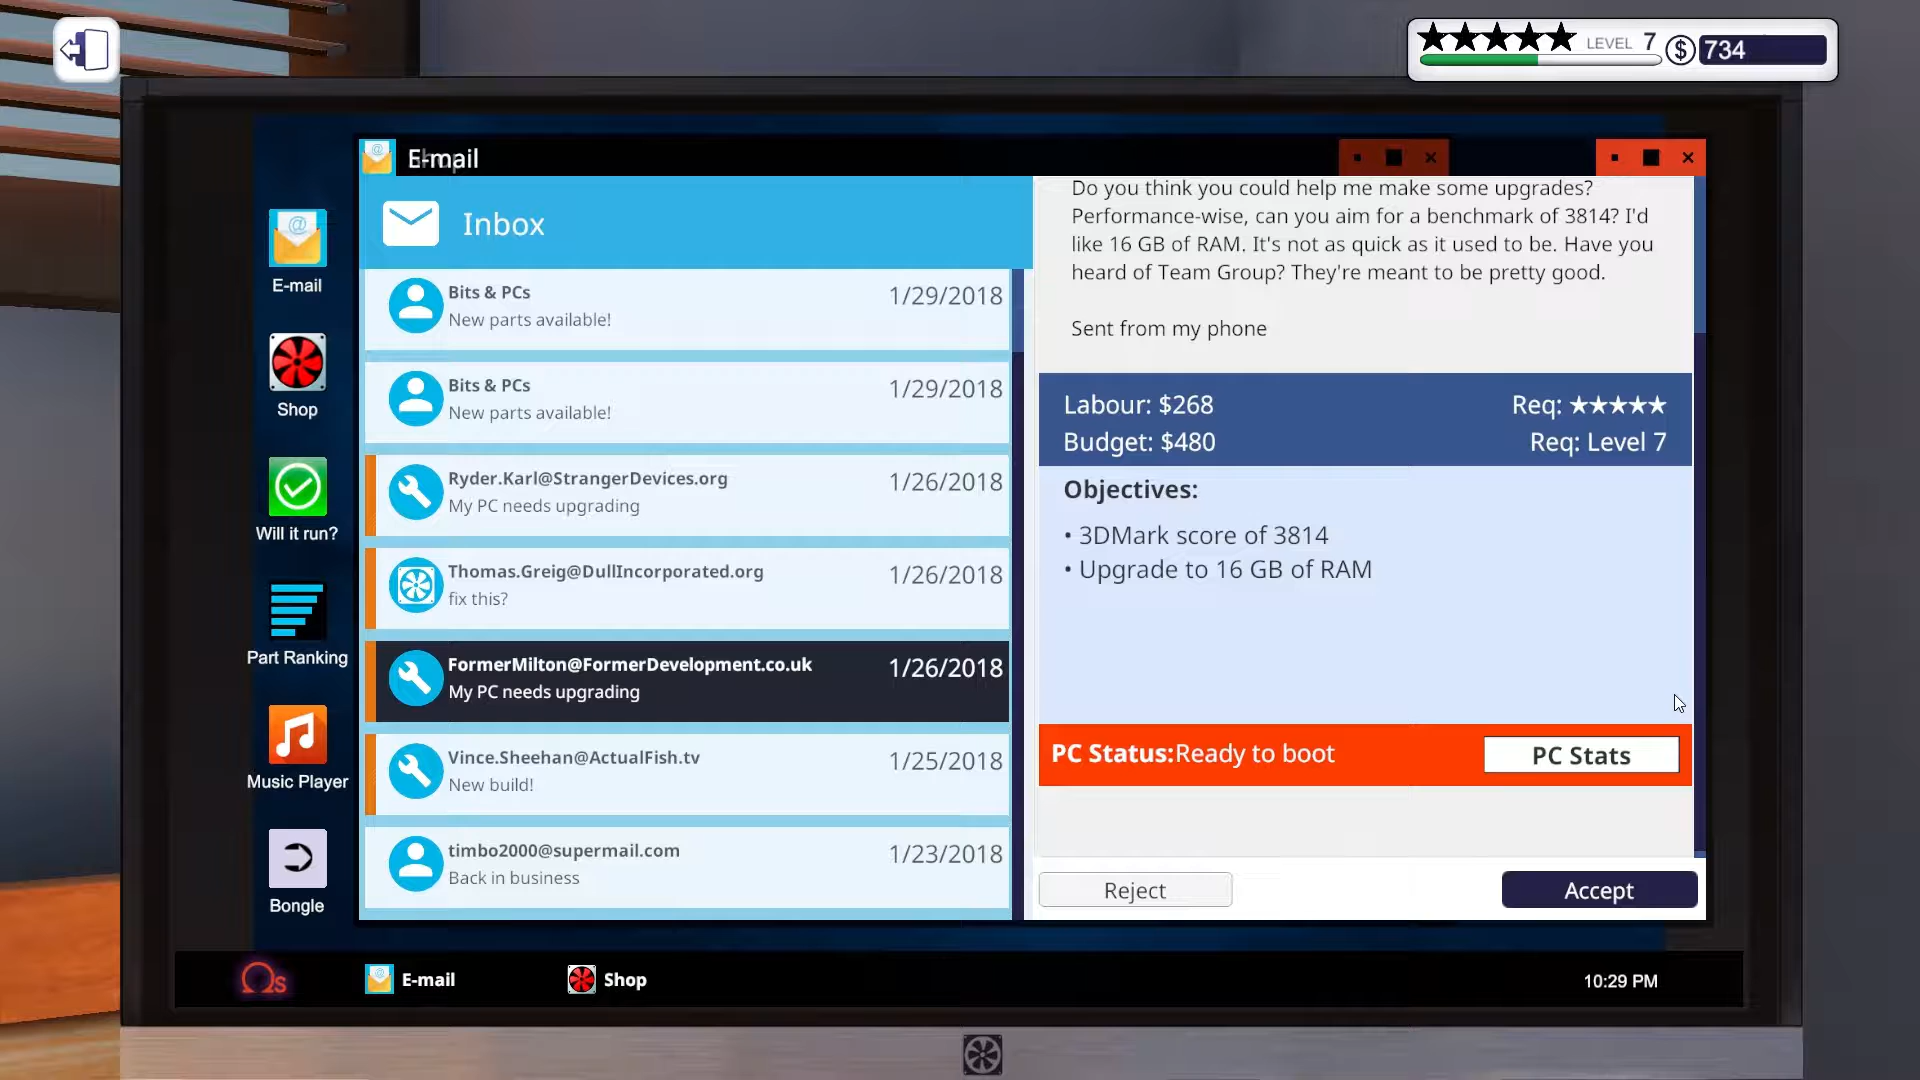 ★★★★★ LEVEL 7 $ 734
E-mail
Inbox
Bits & PCs 1/29/2018
New parts available!
Bits & PCs 1/29/2018
New parts available!
Ryder.Karl@StrangerDevices.org 1/26/2018
My PC needs upgrading
Thomas.Greig@DullIncorporated.org 1/26/2018
fix this?
FormerMilton@FormerDevelopment.co.uk 1/26/2018
My PC needs upgrading
Vince.Sheehan@ActualFish.tv 1/25/2018
New build!
timbo2000@supermail.com 1/23/2018
Back in business
Do you think you could help me make some upgrades?
Performance-wise, can you aim for a benchmark of 3814? I'd
like 16 GB of RAM. It's not as quick as it used to be. Have you
heard of Team Group? They're meant to be pretty good.
Sent from my phone
Labour: $268 Req: ★★★★★
Budget: $480 Req: Level 7
Objectives:
• 3DMark score of 3814
• Upgrade to 16 GB of RAM
PC Status:Ready to boot PC Stats
Reject Accept
E-mail
Shop
Will it run?
Part Ranking
Music Player
Bongle
Ωs E-mail Shop 10:29 PM